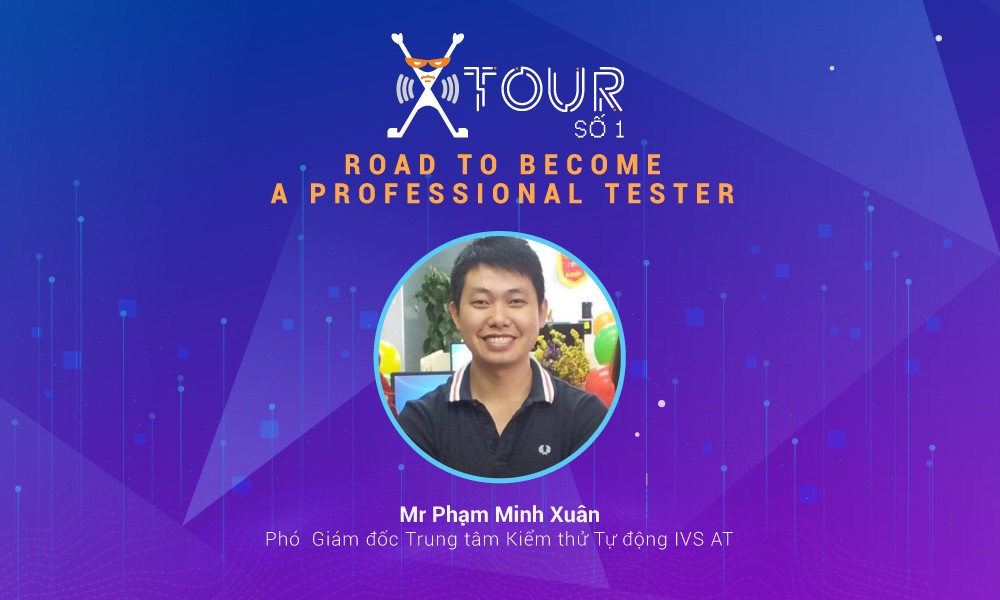 XTOUR
SỐ 1
ROAD TO BECOME
A PROFESSIONAL TESTER
Mr Phạm Minh Xuân
Phó Giám đốc Trung tâm Kiểm thử Tự động IVS AT